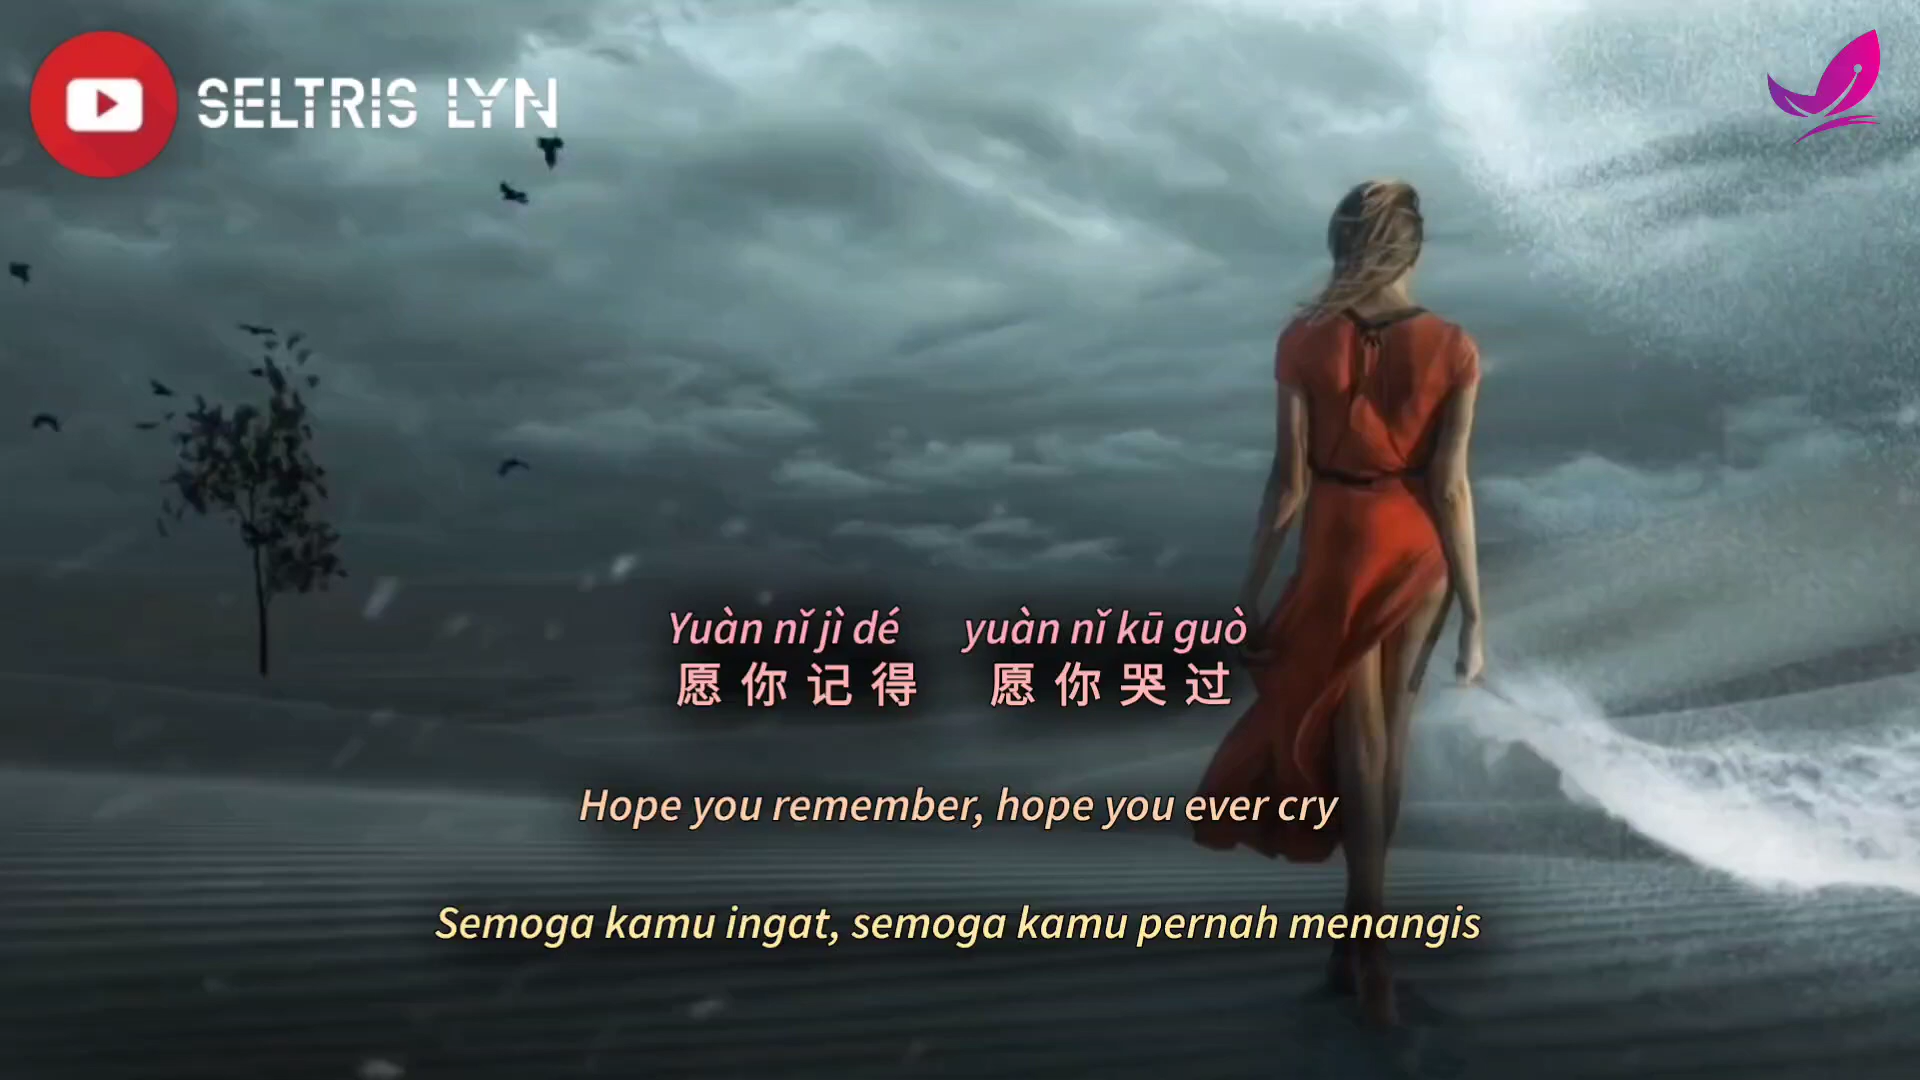 SELTRIS LYN
Yuàn nǐ jì dé yuàn nǐ kū guò
愿你记得 愿你哭过
Hope you remember, hope you ever cry
Semoga kamu ingat, semoga kamu pernah menangis